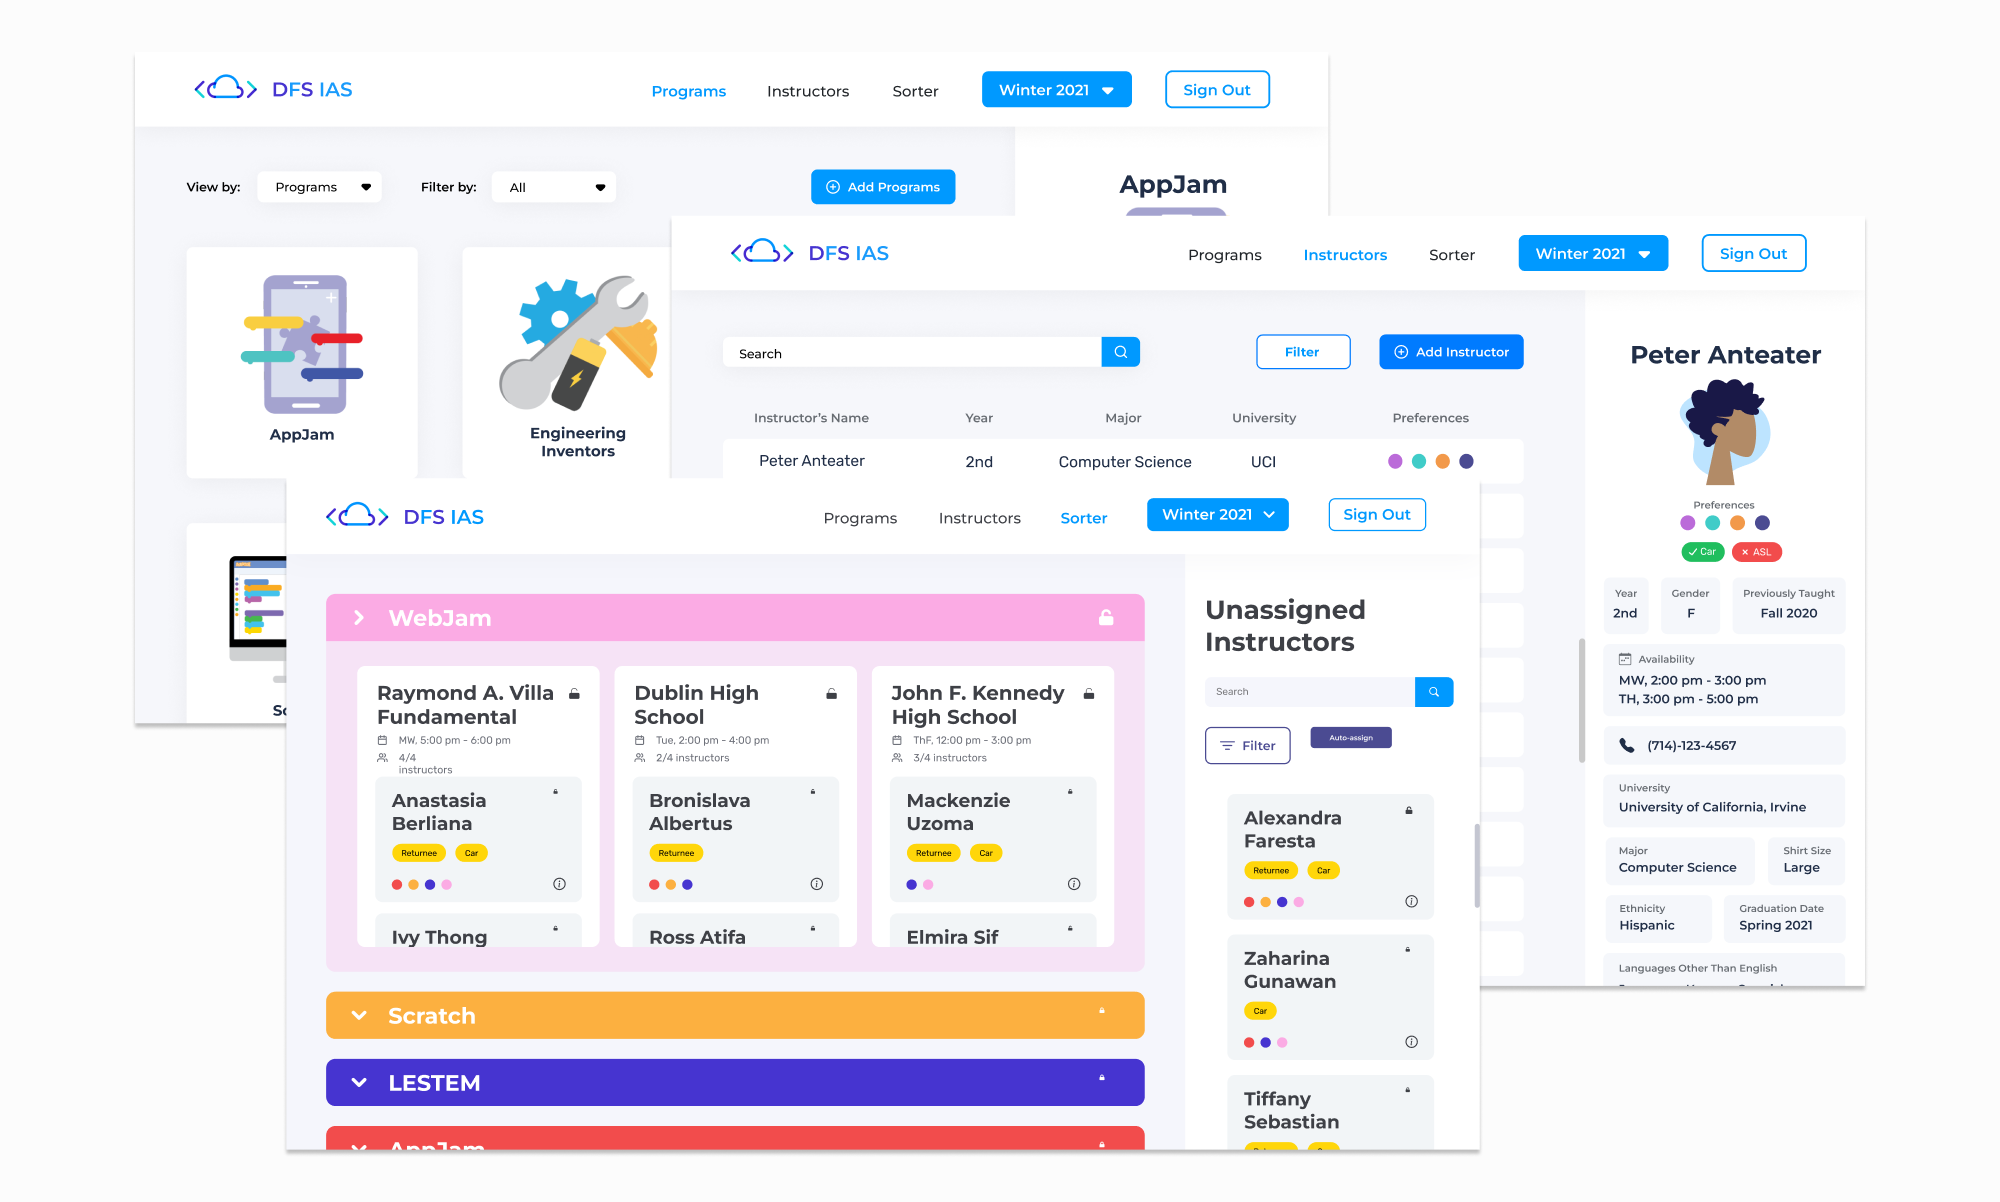 DFS IAS
Programs
Instructors
Sorter
Winter 2021
Sign Out
View by:
Programs
Filter by:
All
Add Programs
AppJam
AppJam
Engineering
Inventors
DFS IAS
Programs
Instructors
Sorter
Winter 2021
Sign Out
Search
Filter
Add Instructor
Instructor's Name
Year
Major
University
Preferences
Peter Anteater
2nd
Computer Science
UCI
Peter Anteater
Preferences
Car
ASL
Year
2nd
Gender
F
Previously Taught
Fall 2020
Availability
MW, 2:00 pm - 3:00 pm
TH, 3:00 pm - 5:00 pm
(714)-123-4567
University
University of California, Irvine
Major
Computer Science
Shirt Size
Large
Ethnicity
Hispanic
Graduation Date
Spring 2021
Languages Other Than English
DFS IAS
Programs
Instructors
Sorter
Winter 2021
Sign Out
WebJam
Raymond A. Villa
Fundamental
MW, 5:00 pm - 6:00 pm
4/4
instructors
Anastasia
Berliana
Returnee
Car
Ivy Thong
Dublin High
School
Tue, 2:00 pm - 4:00 pm
2/4 instructors
Bronislava
Albertus
Returnee
Ross Atifa
John F. Kennedy
High School
ThF, 12:00 pm - 3:00 pm
3/4 instructors
Mackenzie
Uzoma
Returnee
Car
Elmira Sif
Scratch
LESTEM
AppJam
Unassigned
Instructors
Search
Filter
Auto-assign
Alexandra
Faresta
Returnee
Car
Zaharina
Gunawan
Car
Tiffany
Sebastian